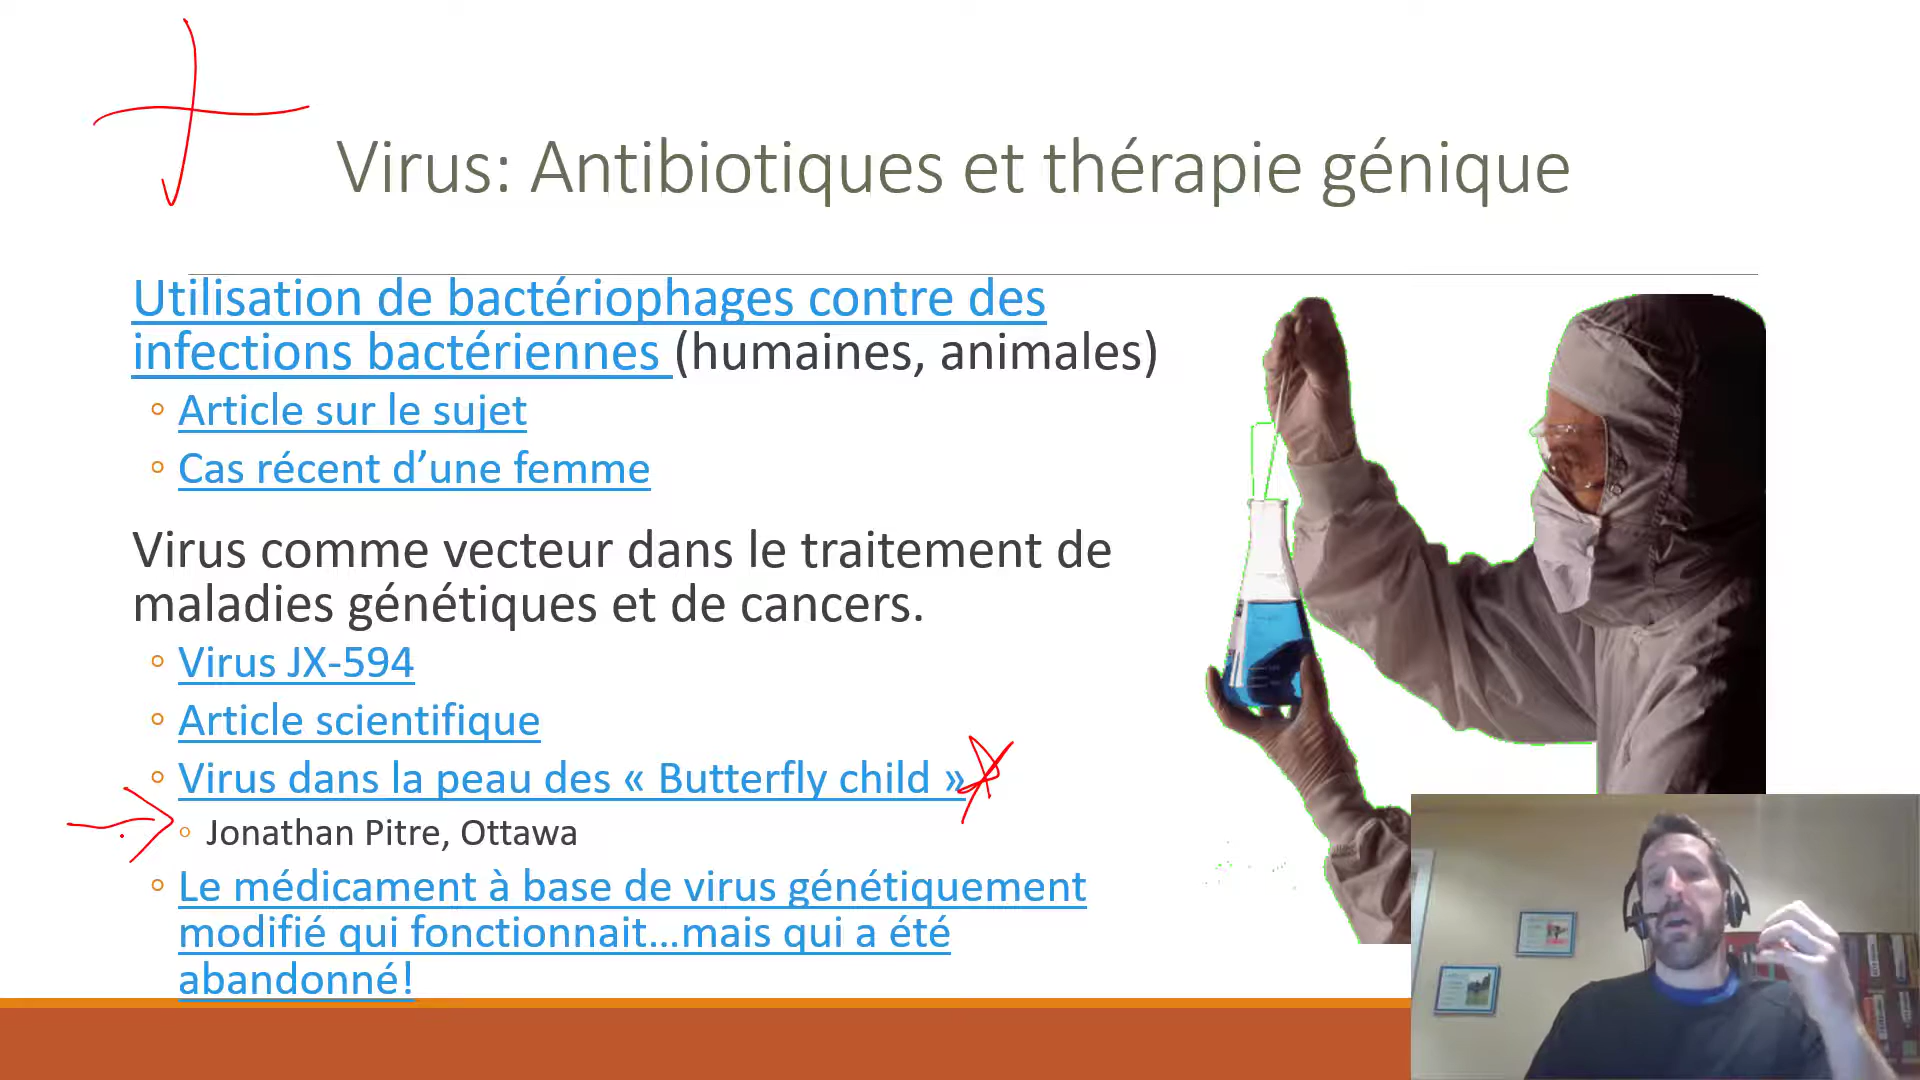 Virus: Antibiotiques et thérapie génique
Utilisation de bactériophages contre des
infections bactériennes (humaines, animales)
Article sur le sujet
Cas récent d’une femme
Virus comme vecteur dans le traitement de
maladies génétiques et de cancers.
Virus JX-594
Article scientifique
Virus dans la peau des « Butterfly child »
Jonathan Pitre, Ottawa
Le médicament à base de virus génétiquement
modifié qui fonctionnait…mais qui a été
abandonné!